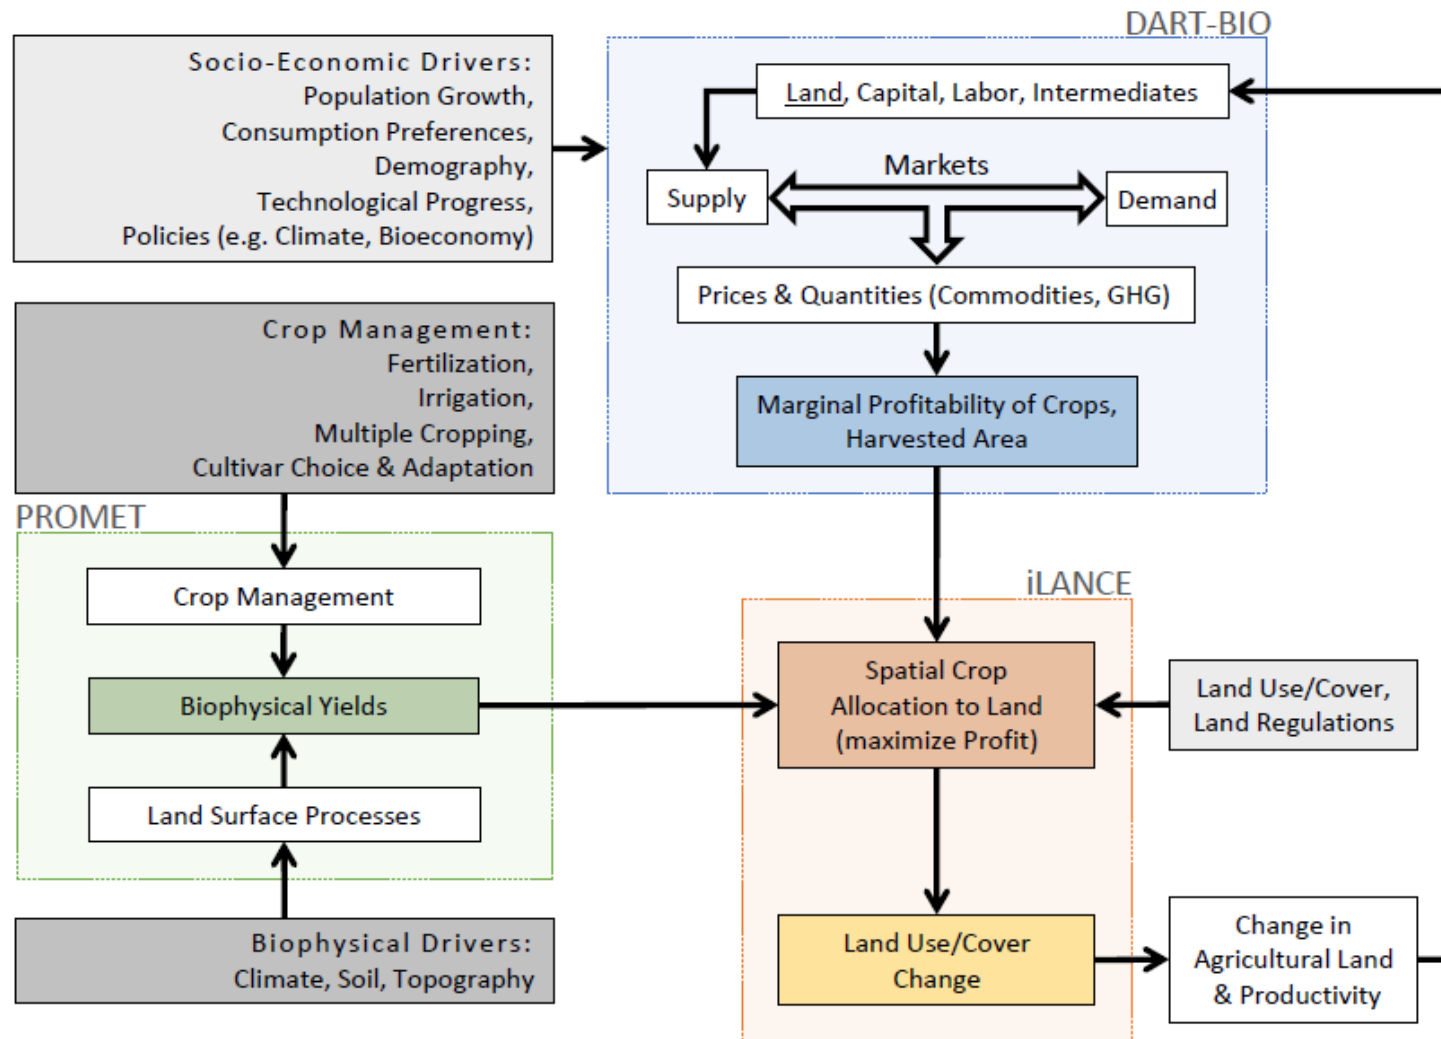 DART-BIO
Socio-Economic Drivers:
Population Growth,
Consumption Preferences,
Demography,
Technological Progress,
Policies (e.g. Climate, Bioeconomy)
Land, Capital, Labor, Intermediates
Markets
Supply
Demand
Prices & Quantities (Commodities, GHG)
Marginal Profitability of Crops,
Harvested Area
Crop Management:
Fertilization,
Irrigation,
Multiple Cropping,
Cultivar Choice & Adaptation
PROMET
Crop Management
Biophysical Yields
Land Surface Processes
Biophysical Drivers:
Climate, Soil, Topography
iLANCE
Spatial Crop
Allocation to Land
(maximize Profit)
Land Use/Cover,
Land Regulations
Land Use/Cover
Change
Change in
Agricultural Land
& Productivity